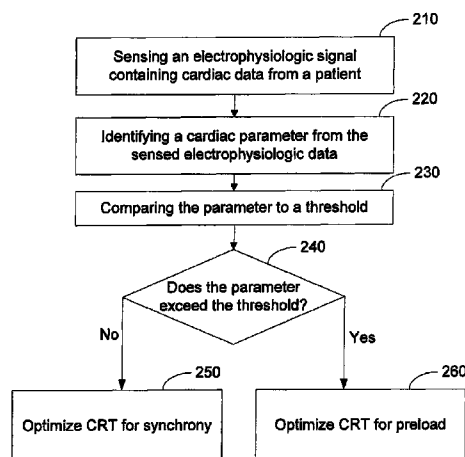 210
Sensing an electrophysiologic signal
containing cardiac data from a patient
220
Identifying a cardiac parameter from the
sensed electrophysiologic data
230
Comparing the parameter to a threshold
240
Does the parameter
exceed the threshold?
No
Yes
250
260
Optimize CRT for synchrony
Optimize CRT for preload